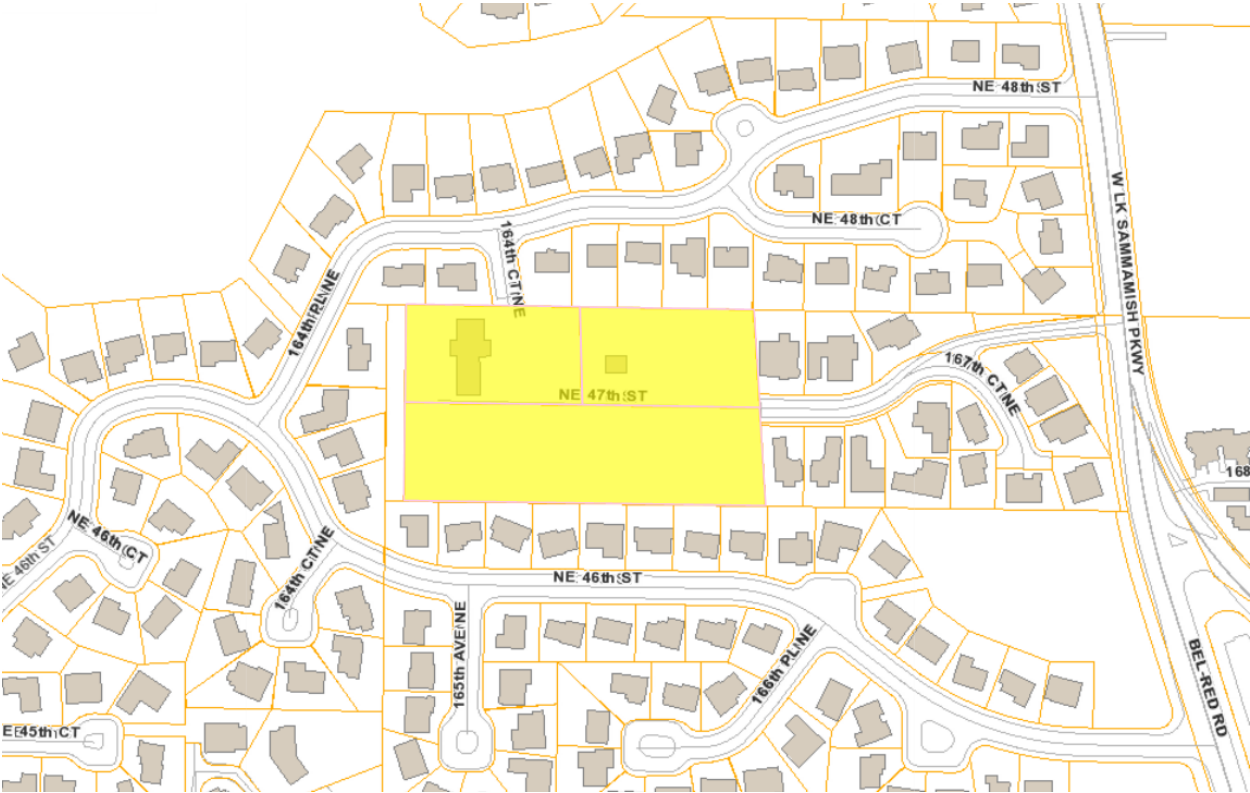 NE 48th ST
NE 48th CT
W LK SAMMAMISH PKWY
164th CT NE
164th PL NE
167th CT NE
NE 47th ST
168
NE 46th CT
NE 46th ST
164th CT NE
NE 46th ST
165th AVE NE
166th PL NE
BEL-RED RD
E 45th CT